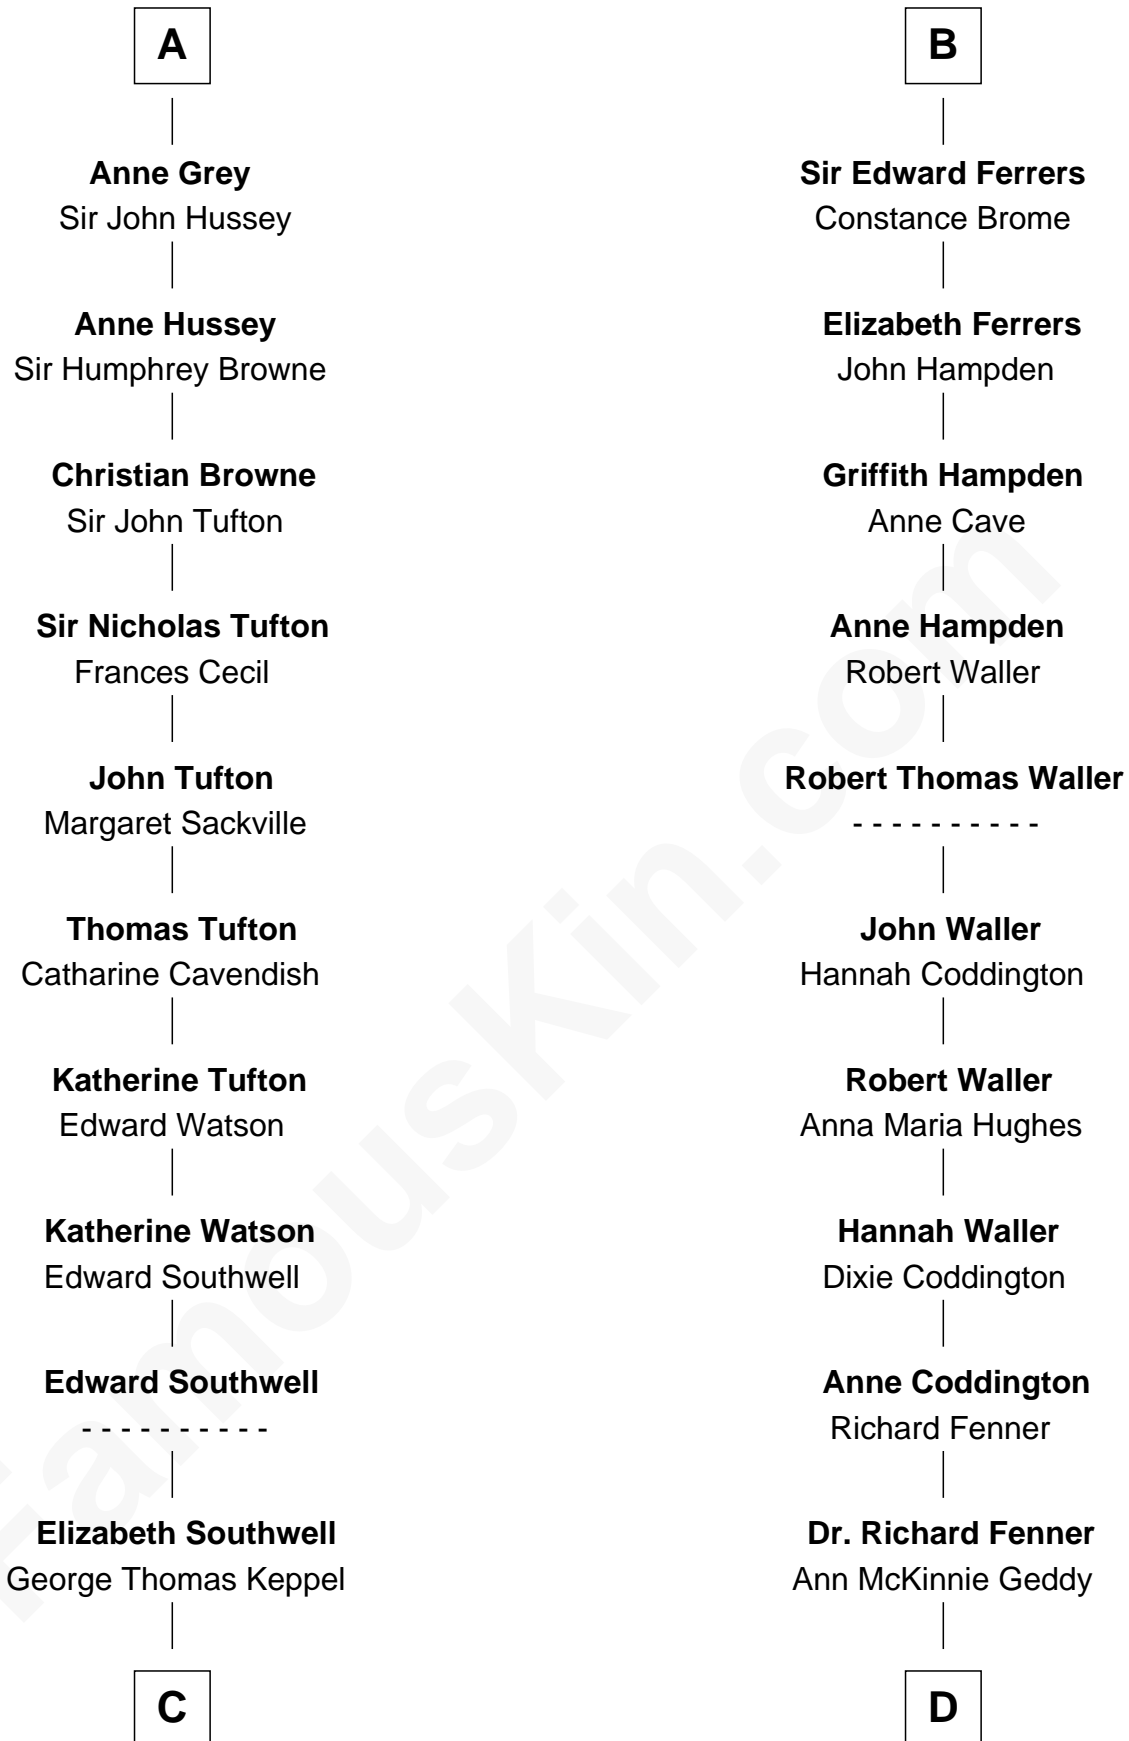 A
Anne Grey
Sir John Hussey
Anne Hussey
Sir Humphrey Browne
Christian Browne
Sir John Tufton
Sir Nicholas Tufton
Frances Cecil
John Tufton
Margaret Sackville
Thomas Tufton
Catharine Cavendish
Katherine Tufton
Edward Watson
Katherine Watson
Edward Southwell
Edward Southwell
- - - - - - - - - -
Elizabeth Southwell
George Thomas Keppel
C
B
Sir Edward Ferrers
Constance Brome
Elizabeth Ferrers
John Hampden
Griffith Hampden
Anne Cave
Anne Hampden
Robert Waller
Robert Thomas Waller
- - - - - - - - - -
John Waller
Hannah Coddington
Robert Waller
Anna Maria Hughes
Hannah Waller
Dixie Coddington
Anne Coddington
Richard Fenner
Dr. Richard Fenner
Ann McKinnie Geddy
D
FamousKin.com